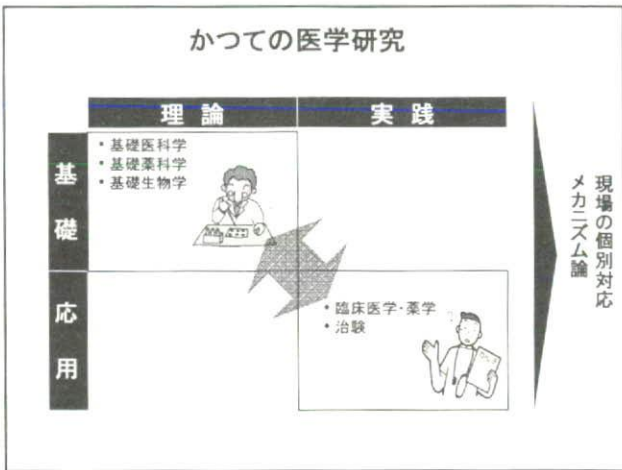 かつての医学研究
理論
実践
基礎
・基礎医科学
・基礎薬科学
・基礎生物学
応用
・臨床医学・薬学
・治験
現場の個別対応
メカニズム論